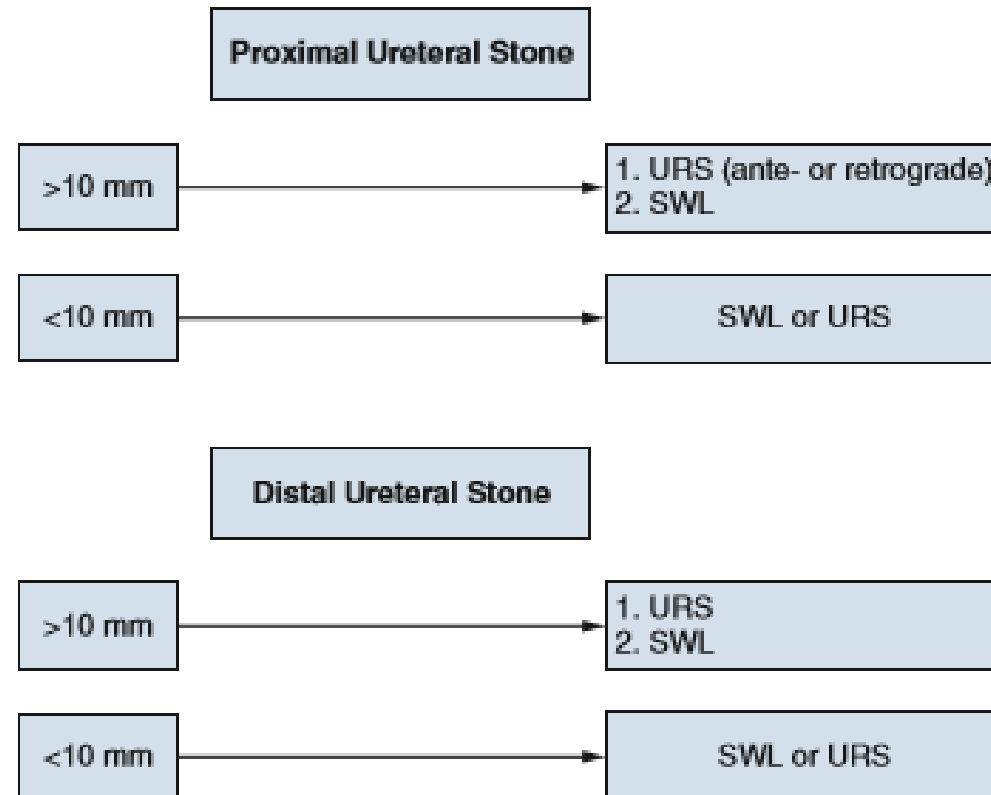 Proximal Ureteral Stone
>10 mm
1. URS (ante- or retrograde)
2. SWL
<10 mm
SWL or URS
Distal Ureteral Stone
>10 mm
1. URS
2. SWL
<10 mm
SWL or URS